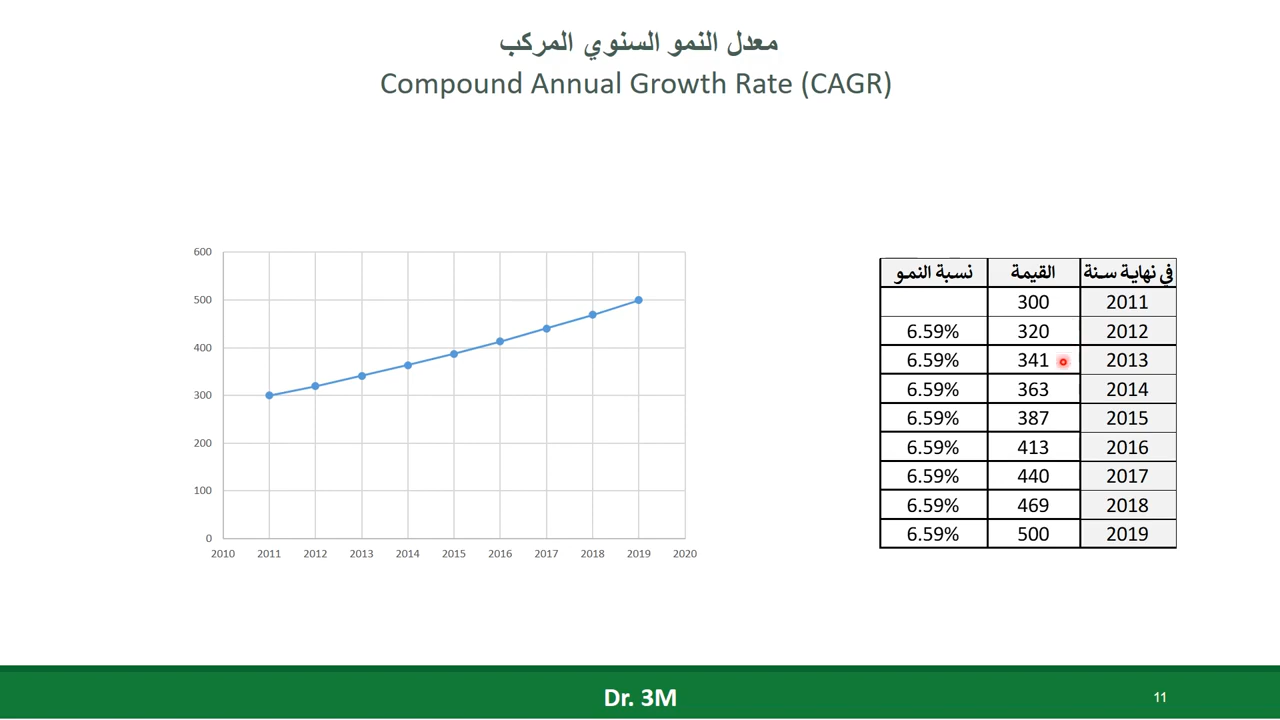 معدل النمو السنوي المركب
Compound Annual Growth Rate (CAGR)
600
500
400
300
200
100
0
2010 2011 2012 2013 2014 2015 2016 2017 2018 2019 2020
في نهاية سنة القيمة نسبة النمو
2011 300
2012 320 6.59%
2013 341 6.59%
2014 363 6.59%
2015 387 6.59%
2016 413 6.59%
2017 440 6.59%
2018 469 6.59%
2019 500 6.59%
Dr. 3M
11